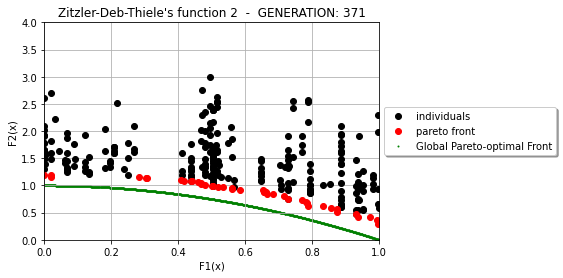 Zitzler-Deb-Thiele's function 2 - GENERATION: 371
4.0
3.5
3.0
2.5
2.0
1.5
1.0
0.5
0.0
F2(x)
0.0 0.2 0.4 0.6 0.8 1.0
F1(x)
individuals
pareto front
Global Pareto-optimal Front